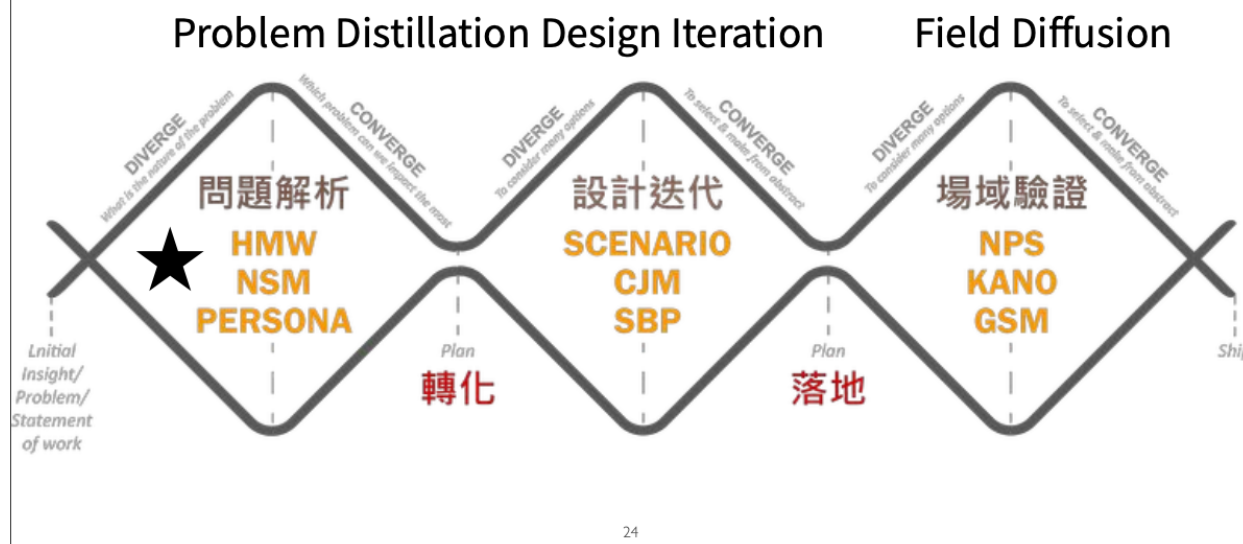 Problem Distillation Design Iteration
Field Diffusion
DIVERGE
What is the nature of the problem
CONVERGE
Which problem can we impact the most
問題解析
HMW
NSM
PERSONA
Lnitial
Insight/
Problem/
Statement
of work
Plan
轉化
DIVERGE
To consider many options
CONVERGE
To select & make from abstract
設計迭代
SCENARIO
CJM
SBP
Plan
落地
DIVERGE
To consider many options
CONVERGE
To select & make from abstract
場域驗證
NPS
KANO
GSM
Shi
24